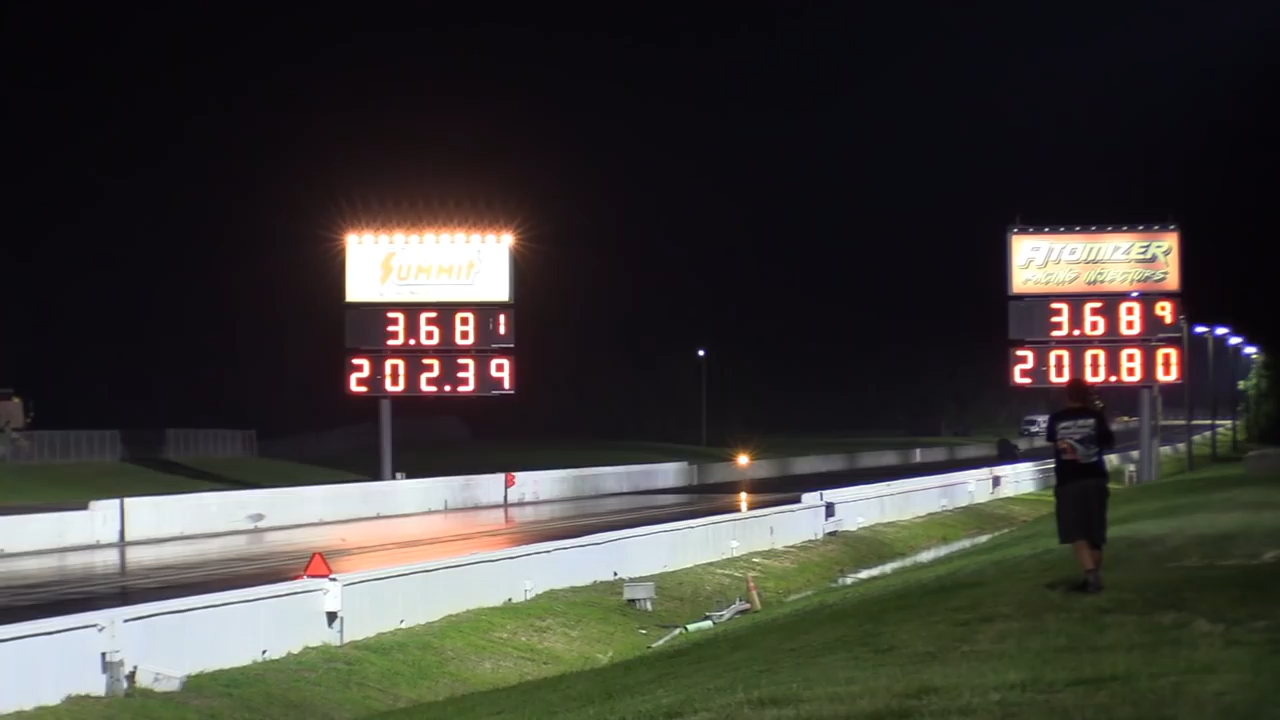 SUMMIT
3.681
202.39
ATOMIZER
RACING INJECTORS
3.689
200.80